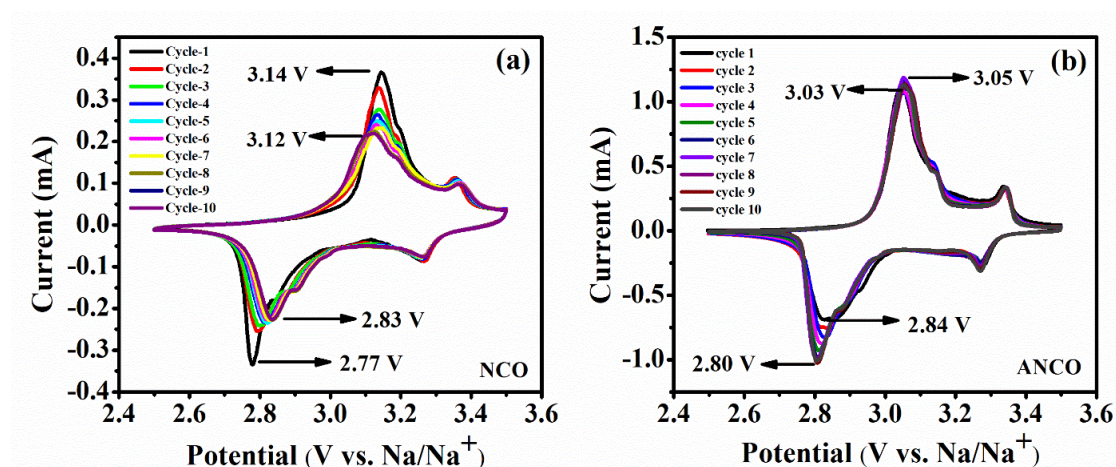 (a)
Cycle-1
Cycle-2
Cycle-3
Cycle-4
Cycle-5
Cycle-6
Cycle-7
Cycle-8
Cycle-9
Cycle-10
3.14 V
3.12 V
2.83 V
2.77 V
NCO
0.4
0.3
0.2
0.1
0.0
-0.1
-0.2
-0.3
-0.4
Current (mA)
2.4 2.6 2.8 3.0 3.2 3.4 3.6
Potential (V vs. Na/Na⁺)
(b)
cycle 1
cycle 2
cycle 3
cycle 4
cycle 5
cycle 6
cycle 7
cycle 8
cycle 9
cycle 10
3.05 V
3.03 V
2.84 V
2.80 V
ANCO
1.5
1.0
0.5
0.0
-0.5
-1.0
Current (mA)
2.4 2.6 2.8 3.0 3.2 3.4 3.6
Potential (V vs. Na/Na⁺)